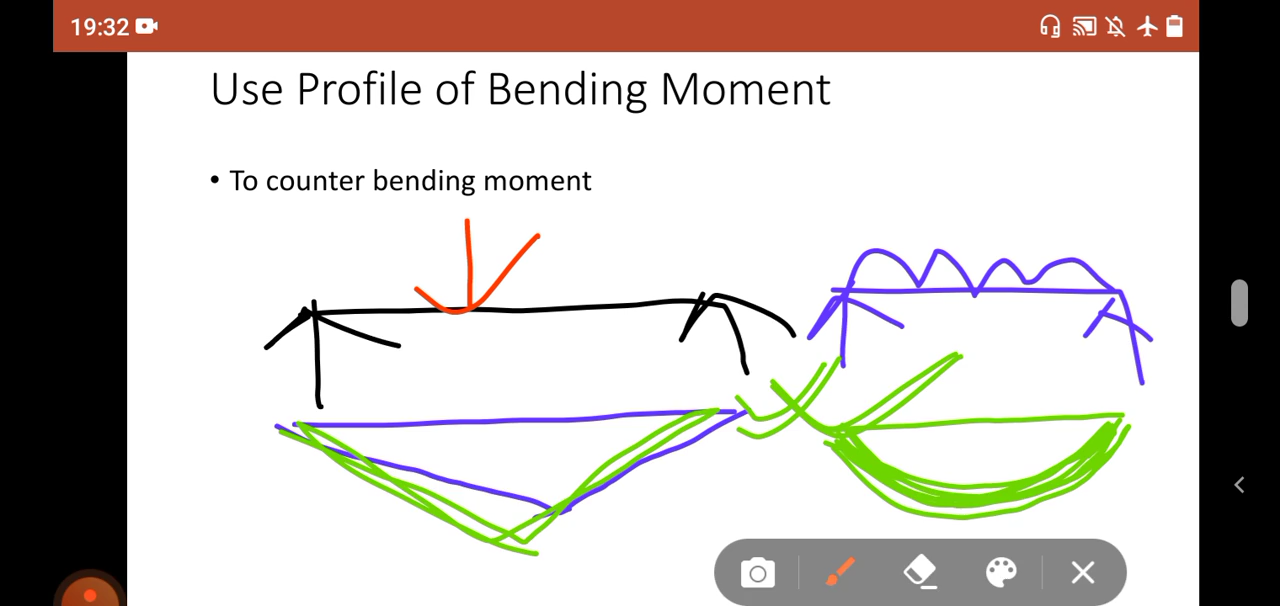 19:32
Use Profile of Bending Moment
• To counter bending moment